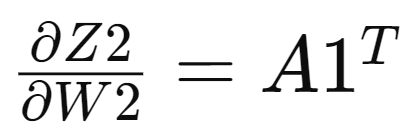 ∂Z2/∂W2 = A1^T